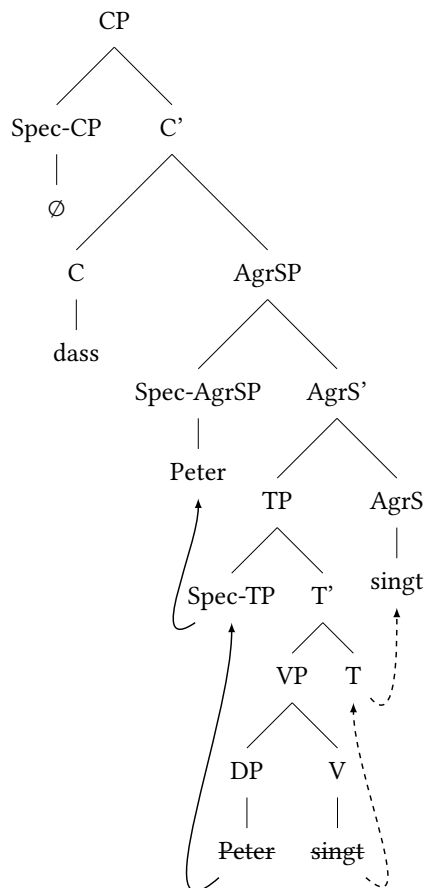 CP
Spec-CP C’
∅
C AgrSP
dass
Spec-AgrSP AgrS’
Peter
TP AgrS
singt
Spec-TP T’
VP T
DP V
Peter singt